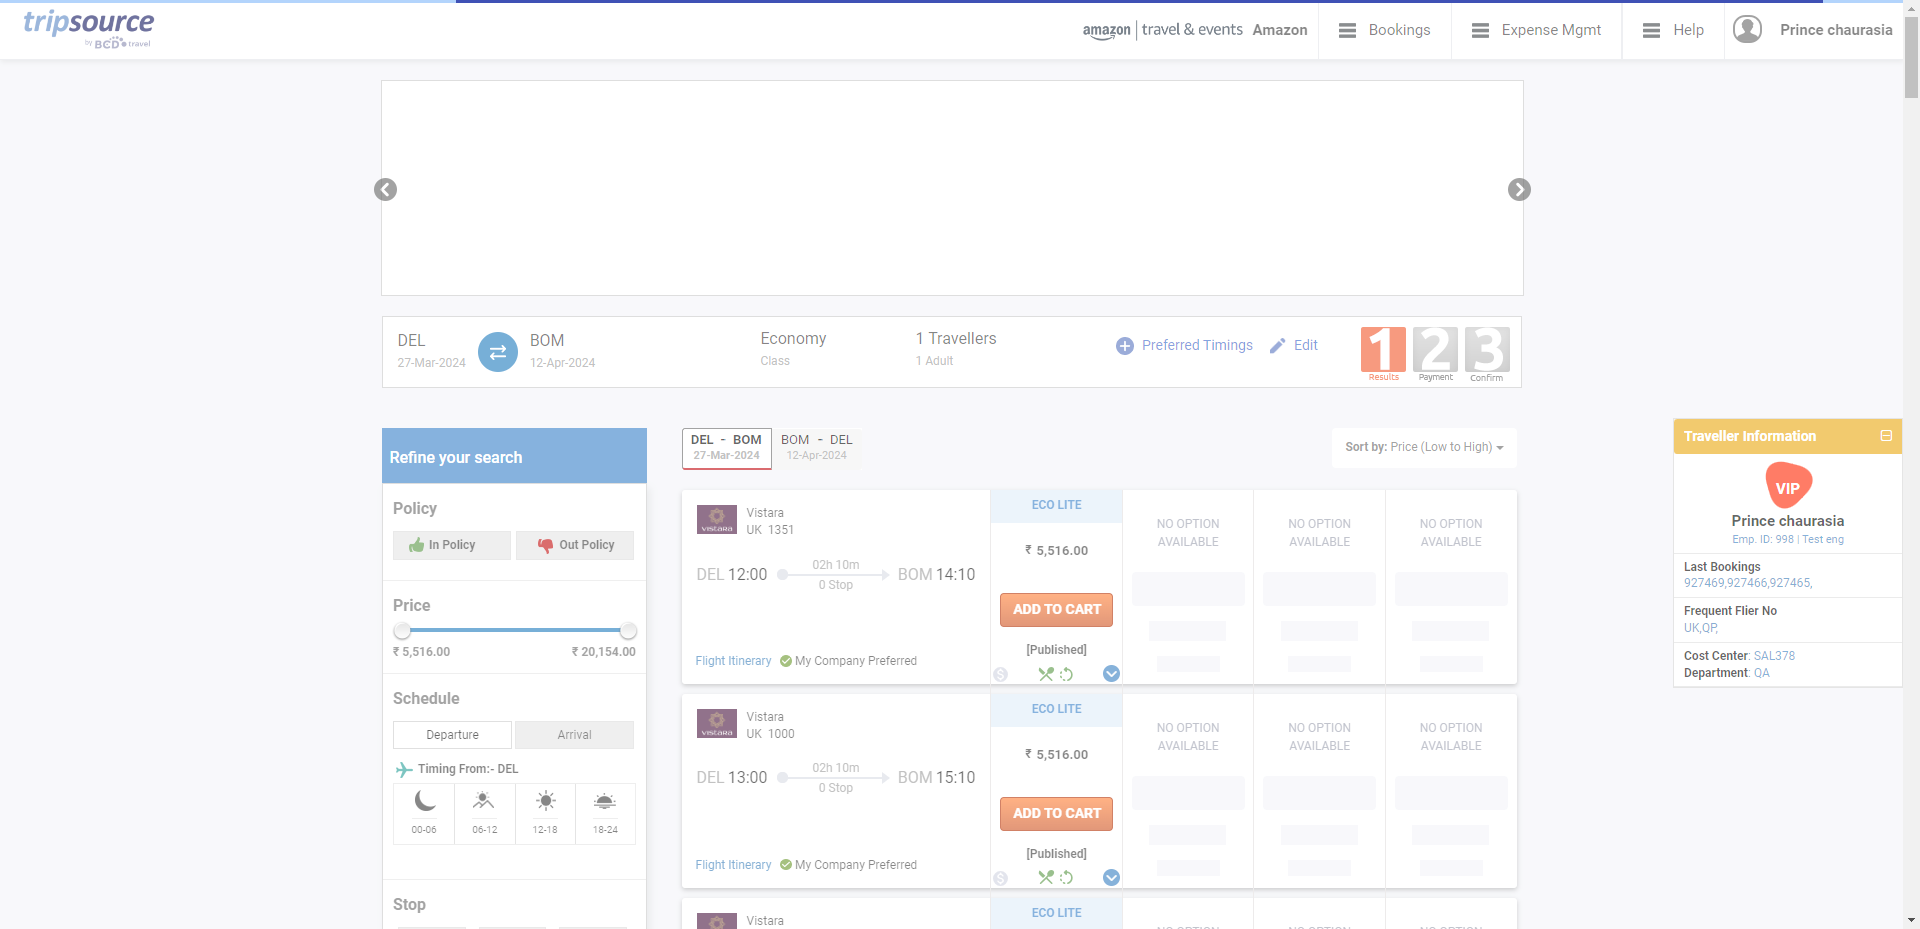 tripsource
by BCD travel
amazon | travel & events Amazon
Bookings
Expense Mgmt
Help
Prince chaurasia
DEL
27-Mar-2024
BOM
12-Apr-2024
Economy
Class
1 Travellers
1 Adult
Preferred Timings
Edit
1
Results
2
Payment
3
Confirm
Refine your search
Policy
In Policy
Out Policy
Price
₹ 5,516.00
₹ 20,154.00
Schedule
Departure
Arrival
Timing From:- DEL
00-06
06-12
12-18
18-24
Stop
DEL - BOM
27-Mar-2024
BOM - DEL
12-Apr-2024
Sort by: Price (Low to High)
VISTARA
Vistara
UK 1351
DEL 12:00
02h 10m
0 Stop
BOM 14:10
Flight Itinerary
My Company Preferred
ECO LITE
₹ 5,516.00
ADD TO CART
[Published]
NO OPTION
AVAILABLE
NO OPTION
AVAILABLE
NO OPTION
AVAILABLE
VISTARA
Vistara
UK 1000
DEL 13:00
02h 10m
0 Stop
BOM 15:10
Flight Itinerary
My Company Preferred
ECO LITE
₹ 5,516.00
ADD TO CART
[Published]
NO OPTION
AVAILABLE
NO OPTION
AVAILABLE
NO OPTION
AVAILABLE
Vistara
ECO LITE
Traveller Information
VIP
Prince chaurasia
Emp. ID: 998 | Test eng
Last Bookings
927469,927466,927465,
Frequent Flier No
UK,QP,
Cost Center: SAL378
Department: QA